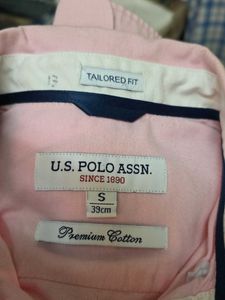 TAILORED FIT
U.S. POLO ASSN.
SINCE 1890
S
39cm
Premium Cotton